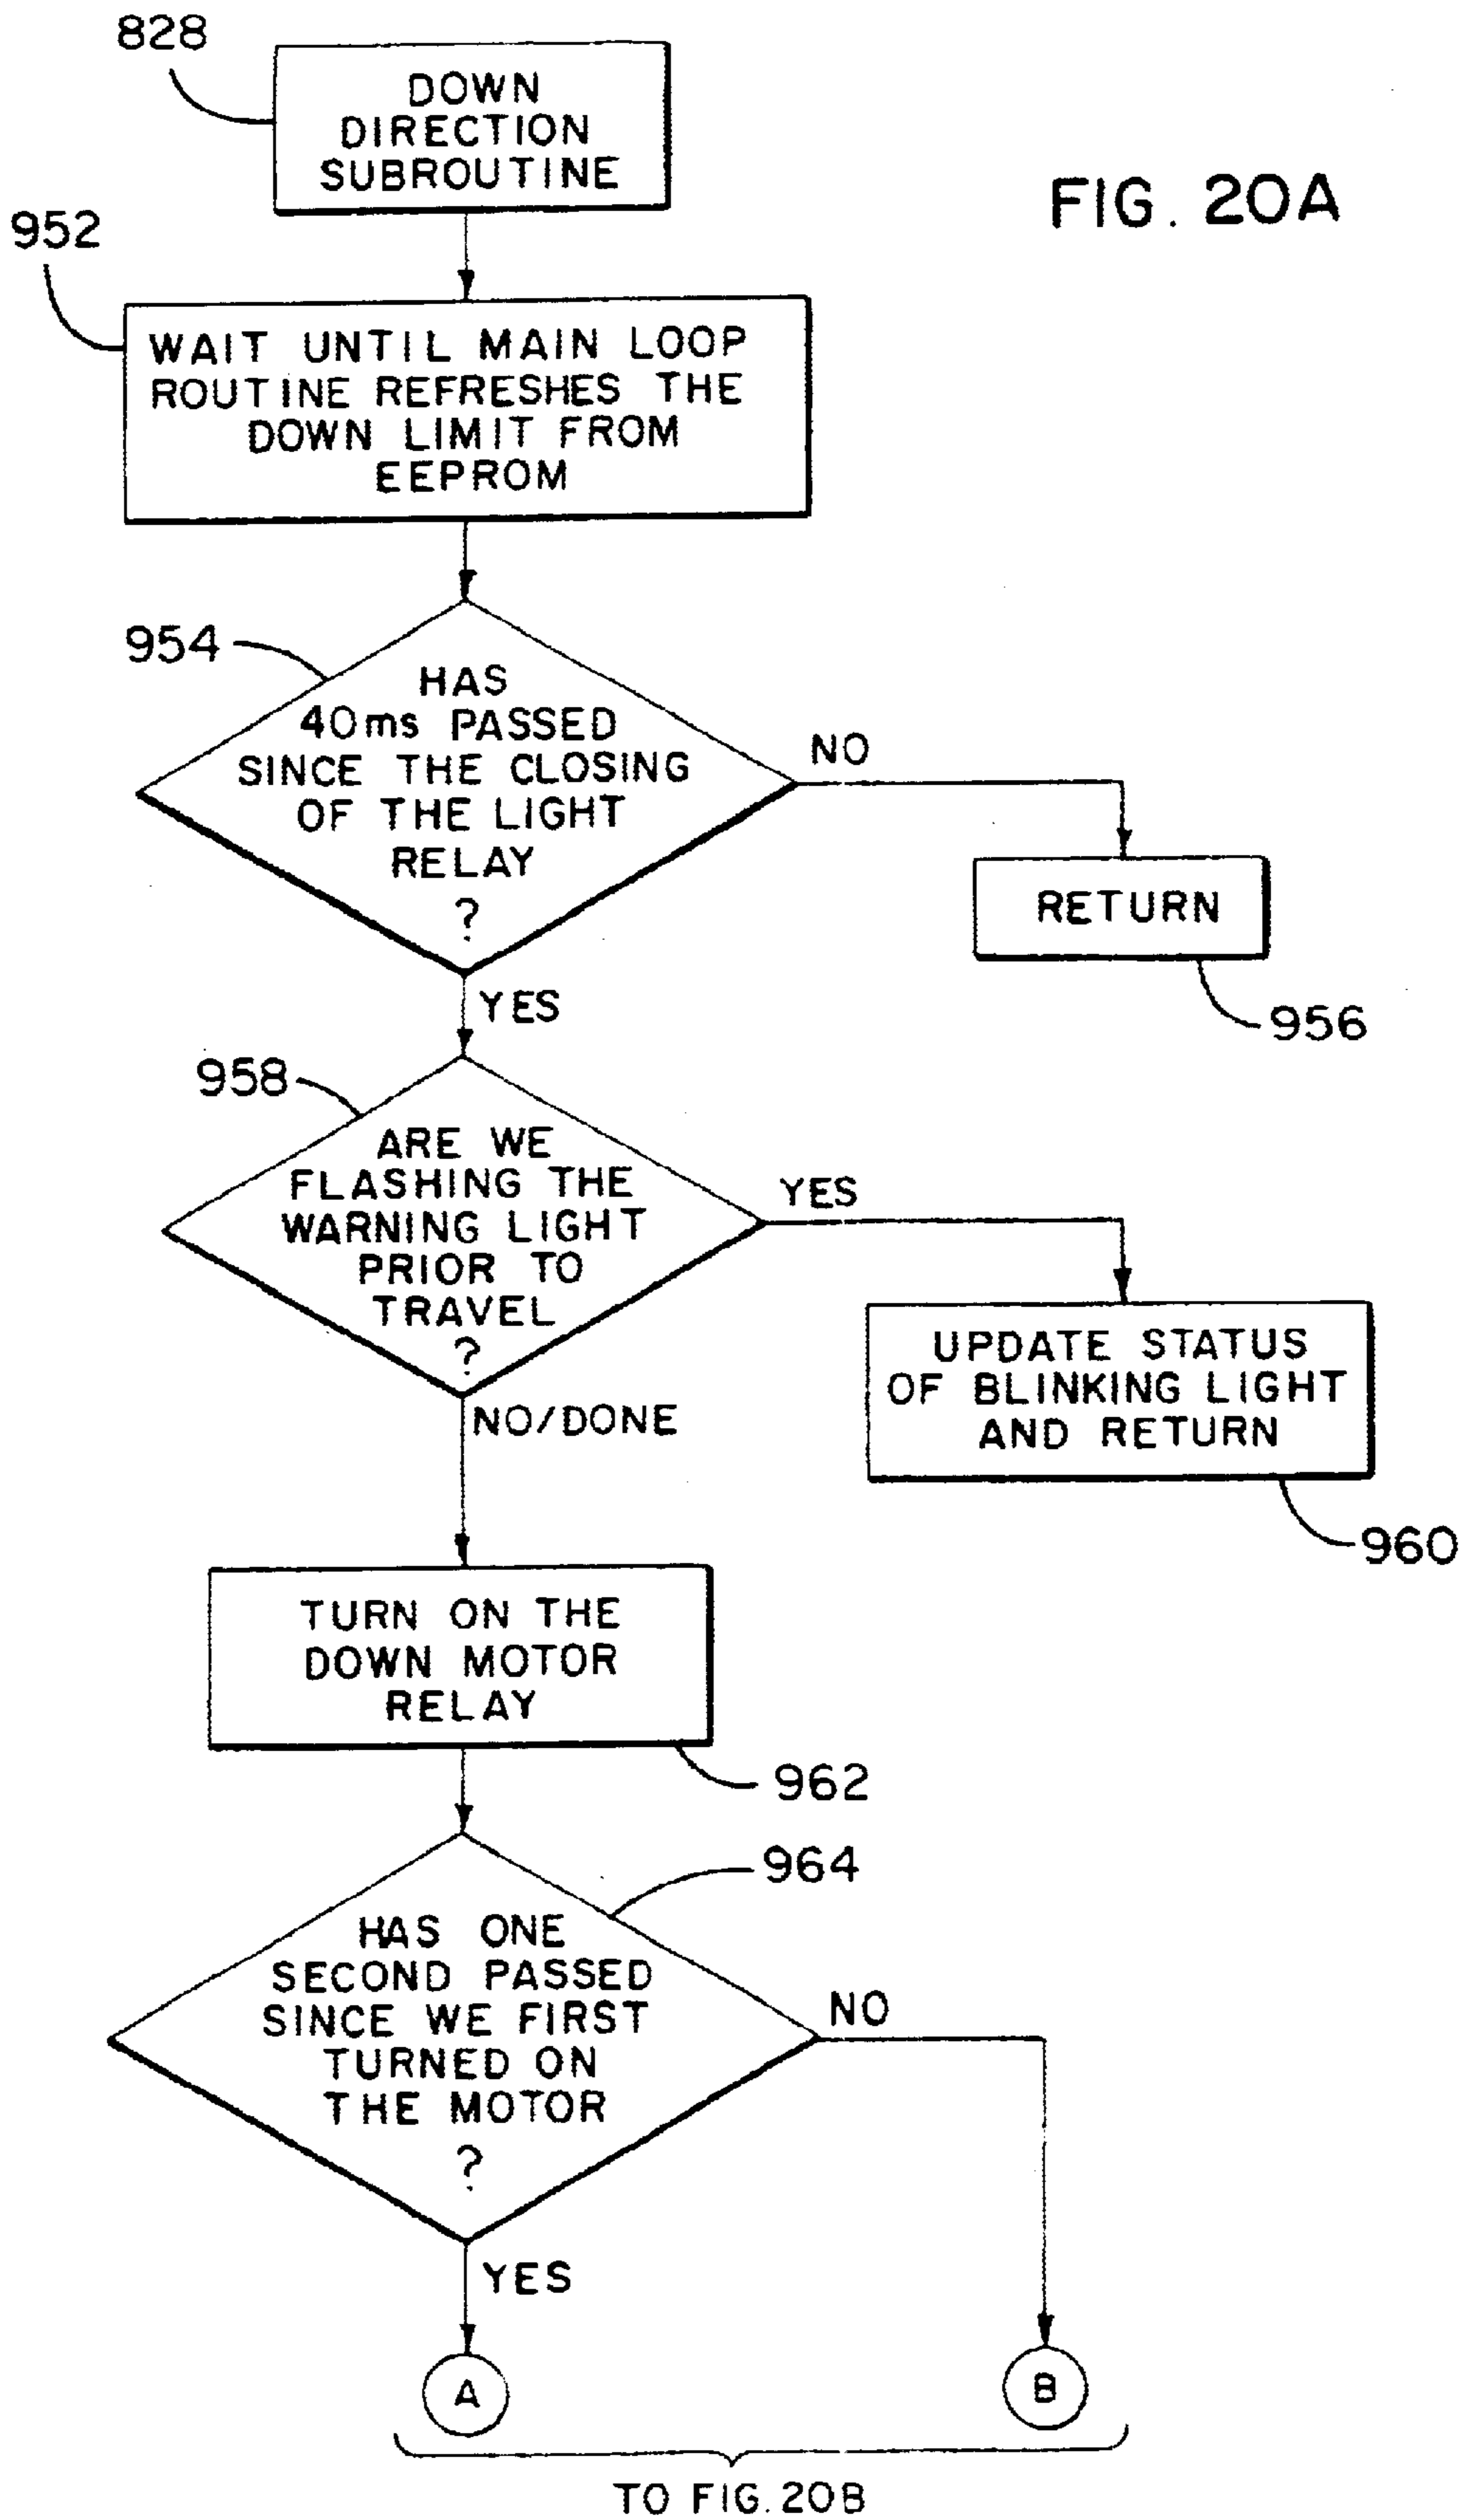 828
DOWN
DIRECTION
SUBROUTINE
FIG. 20A
952
WAIT UNTIL MAIN LOOP
ROUTINE REFRESHES THE
DOWN LIMIT FROM
EEPROM
954
HAS
40ms PASSED
SINCE THE CLOSING
OF THE LIGHT
RELAY
?
NO
RETURN
956
YES
958
ARE WE
FLASHING THE
WARNING LIGHT
PRIOR TO
TRAVEL
?
YES
UPDATE STATUS
OF BLINKING LIGHT
AND RETURN
960
NO/DONE
TURN ON THE
DOWN MOTOR
RELAY
962
964
HAS ONE
SECOND PASSED
SINCE WE FIRST
TURNED ON
THE MOTOR
?
NO
YES
A
B
TO FIG. 20B